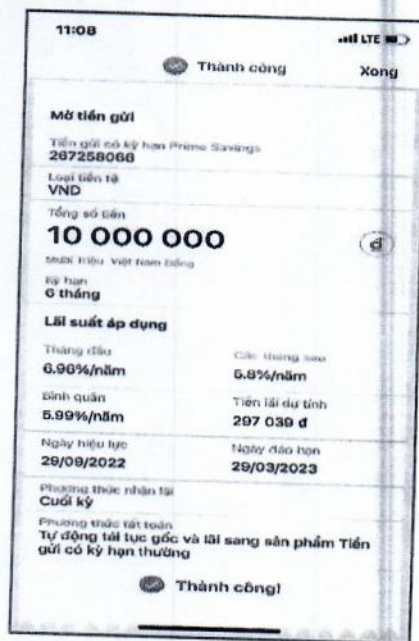 11:08
LTE
Thành công
Xong
Mở tiền gửi
Tiền gửi có kỳ hạn Prime Savings
267258068
Loại tiền tệ
VND
Tổng số tiền
10 000 000
đ
Mười triệu Việt Nam Đồng
Kỳ hạn
6 tháng
Lãi suất áp dụng
Tháng đầu
Các tháng sau
6.96%/năm
5.8%/năm
Bình quân
Tiền lãi dự tính
5.99%/năm
297 039 đ
Ngày hiệu lực
Ngày đáo hạn
29/09/2022
29/03/2023
Phương thức nhận lãi
Cuối kỳ
Phương thức tất toán
Tự động tái tục gốc và lãi sang sản phẩm Tiền
gửi có kỳ hạn thường
Thành công!